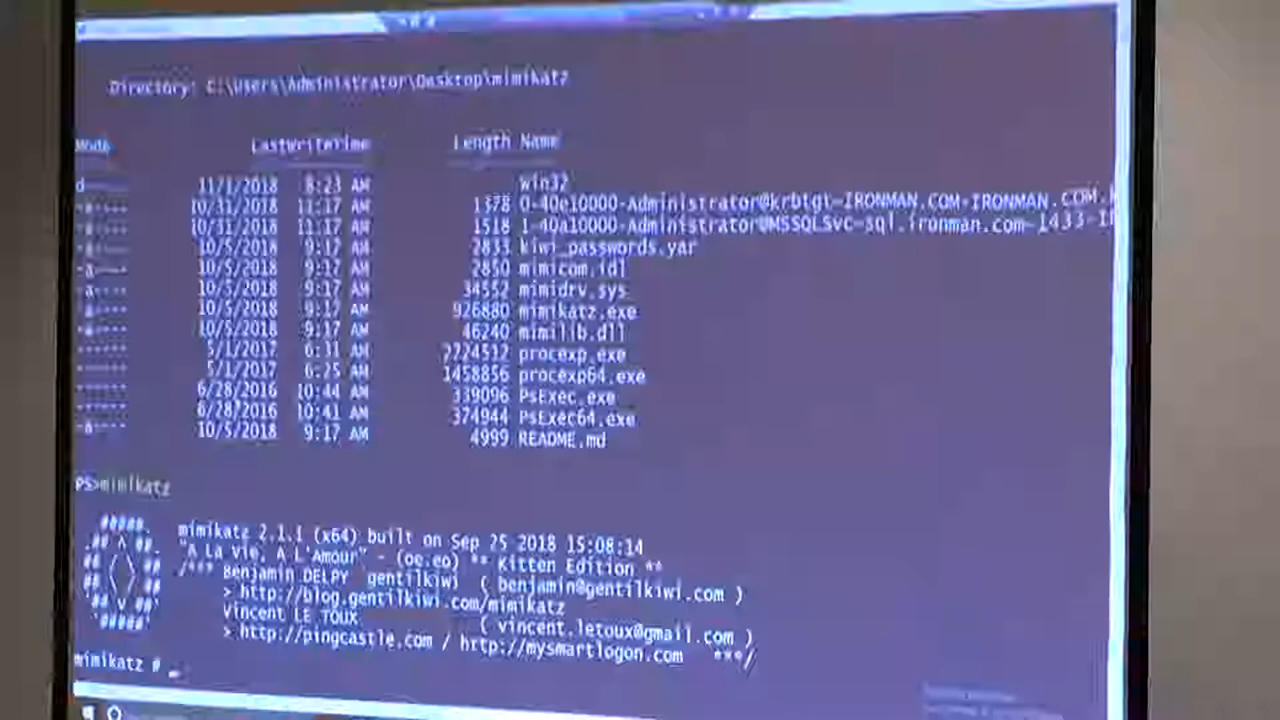 Directory: C:\Users\Administrator\Desktop\mimikatz
Mode LastWriteTime Length Name
d----- 11/1/2018 8:23 AM win32
-a---- 10/31/2018 11:17 AM 1378 0-40e10000-Administrator@krbtgt-IRONMAN.COM-IRONMAN.COM.
-a---- 10/31/2018 11:17 AM 1518 1-40a10000-Administrator@MSSQLSvc~sql.ironman.com~1433-
-a---- 10/5/2018 9:17 AM 2833 kiwi_passwords.yar
-a---- 10/5/2018 9:17 AM 2850 mimicom.idl
-a---- 10/5/2018 9:17 AM 34552 mimidrv.sys
-a---- 10/5/2018 9:17 AM 926880 mimikatz.exe
-a---- 10/5/2018 9:17 AM 46240 mimilib.dll
------ 5/1/2017 6:31 AM 2724512 procexp.exe
------ 5/1/2017 6:25 AM 1458856 procexp64.exe
------ 6/28/2016 10:44 AM 339096 PsExec.exe
------ 6/28/2016 10:41 AM 374944 PsExec64.exe
-a---- 10/5/2018 9:17 AM 4999 README.md
PS>mimikatz
.#####. mimikatz 2.1.1 (x64) built on Sep 25 2018 15:08:14
.## ^ ##. "A La Vie, A L'Amour" - (oe.eo) ** Kitten Edition **
## / \ ## /*** Benjamin DELPY `gentilkiwi` ( benjamin@gentilkiwi.com )
## \ / ## > http://blog.gentilkiwi.com/mimikatz
'## v ##' Vincent LE TOUX ( vincent.letoux@gmail.com )
'#####' > http://pingcastle.com / http://mysmartlogon.com ***/
mimikatz # _